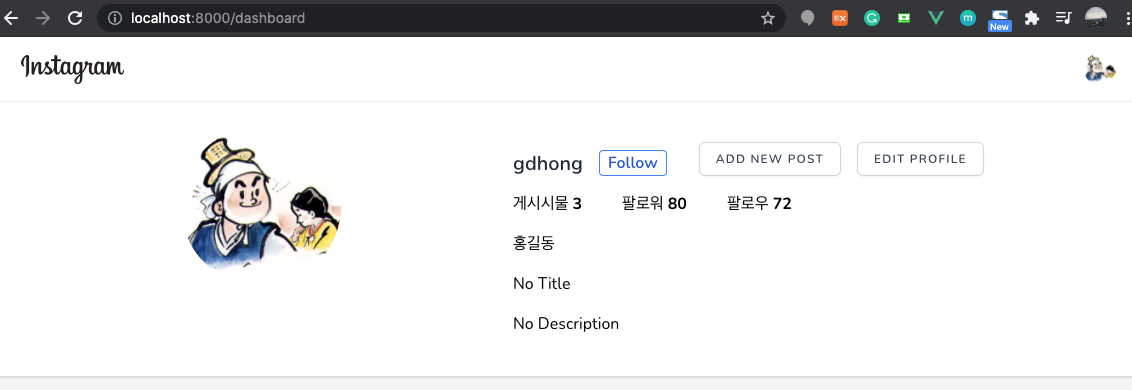 localhost:8000/dashboard
EX
m
New
Instagram
gdhong Follow ADD NEW POST EDIT PROFILE
게시시물 3 팔로워 80 팔로우 72
홍길동
No Title
No Description